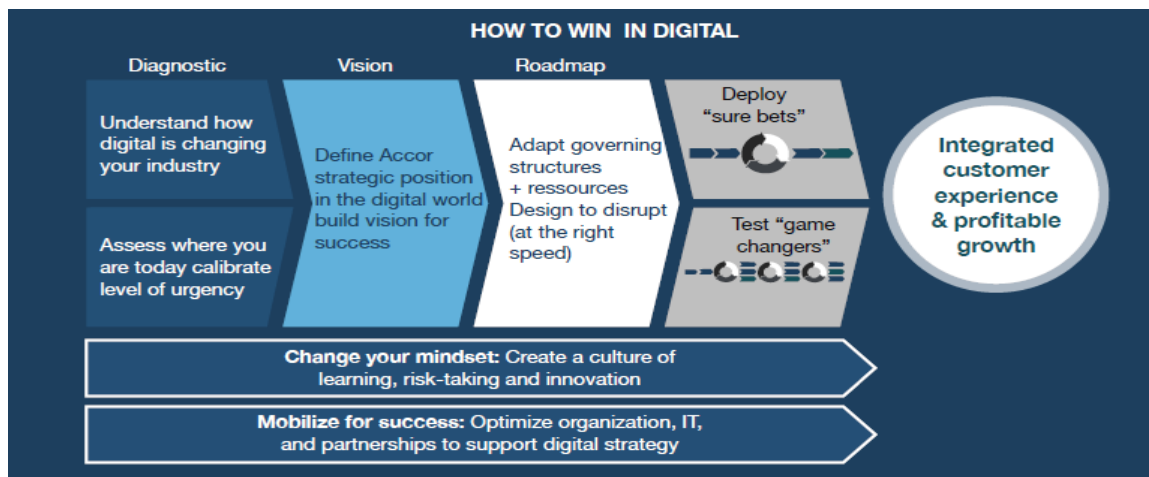 HOW TO WIN  IN DIGITAL
Diagnostic
Vision
Roadmap
Understand how
digital is changing
your industry
Assess where you
are today calibrate
level of urgency
Define Accor
strategic position
in the digital world
build vision for
success
Adapt governing
structures
+ ressources
Design to disrupt
(at the right
speed)
Deploy
“sure bets”
Test “game
changers”
Integrated
customer
experience
& profitable
growth
Change your mindset: Create a culture of
learning, risk-taking and innovation
Mobilize for success: Optimize organization, IT,
and partnerships to support digital strategy